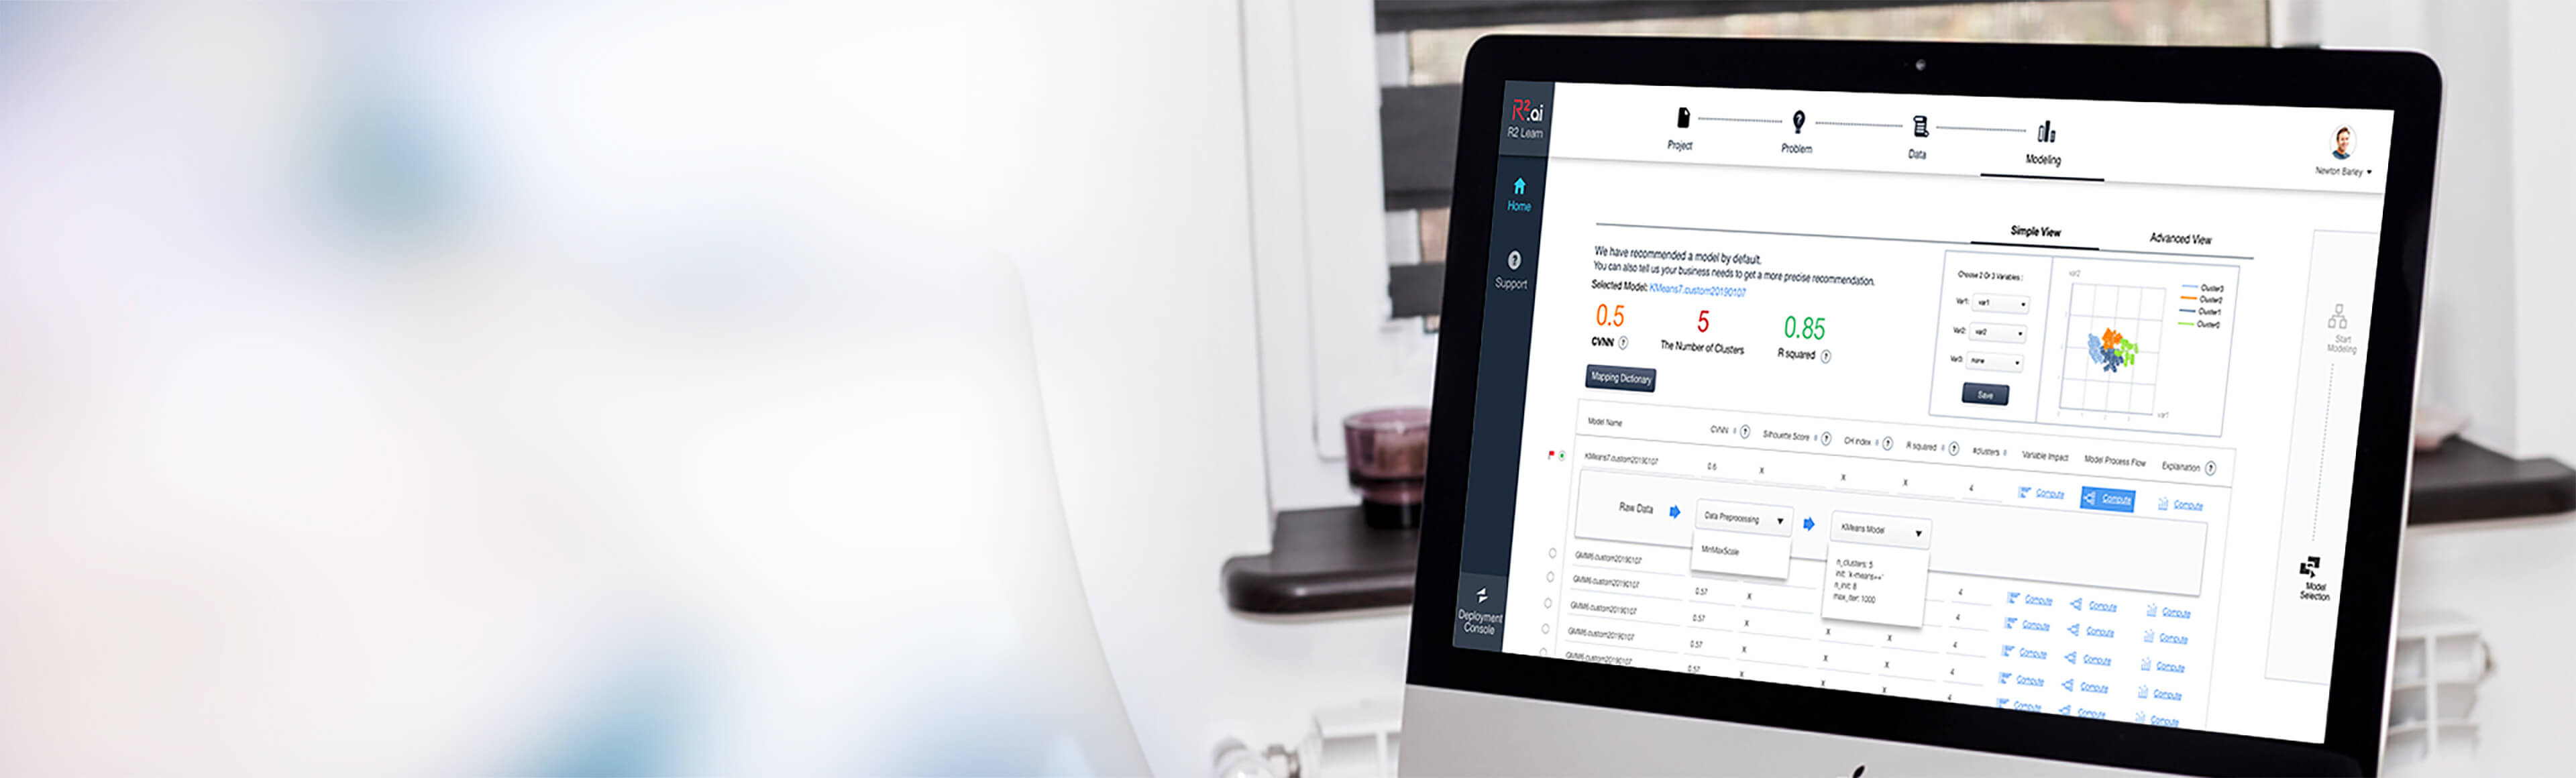 R2.ai
R2 Learn
Home
Support
Deployment
Console
Project
Problem
Data
Modeling
Newton Barley
Simple View
Advanced View
We have recommended a model by default.
You can also tell us your business needs to get a more precise recommendation.
Selected Model: KMeans7.custom20190107
0.5
CVNN ?
5
The Number of Clusters
0.85
R squared ?
Mapping Dictionary
Choose 2 Or 3 Variables :
Var1: var1
Var2: var2
Var3: none
Save
var2
var1
Cluster3
Cluster2
Cluster1
Cluster0
Start
Modeling
Model
Selection
Model Name CVNN ? Silhouette Score ? CH Index ? R squared ? #clusters Variable Impact Model Process Flow Explanation ?
KMeans7.custom20190107 0.6 X X X 4 Compute Compute Compute
Raw Data Data Preprocessing KMeans Model
MinMaxScale
n_clusters: 5
init: 'k-means++'
n_init: 8
max_iter: 1000
GMM6.custom20190107 0.57 X 4 Compute Compute Compute
GMM6.custom20190107 0.57 X X X 4 Compute Compute Compute
GMM6.custom20190107 0.57 X X X 4 Compute Compute Compute
GMM6.custom20190107 0.57 X X X 4 Compute Compute Compute
GMM6.custom20190107 Compute Compute Compute